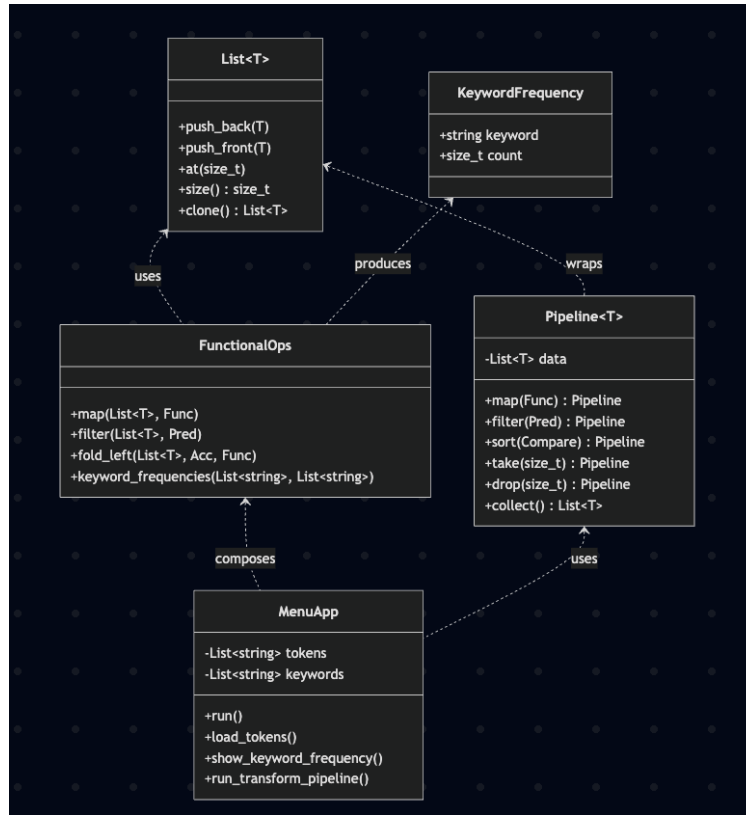 List<T>
+push_back(T)
+push_front(T)
+at(size_t)
+size() : size_t
+clone() : List<T>
KeywordFrequency
+string keyword
+size_t count
uses
produces
wraps
FunctionalOps
+map(List<T>, Func)
+filter(List<T>, Pred)
+fold_left(List<T>, Acc, Func)
+keyword_frequencies(List<string>, List<string>)
Pipeline<T>
-List<T> data
+map(Func) : Pipeline
+filter(Pred) : Pipeline
+sort(Compare) : Pipeline
+take(size_t) : Pipeline
+drop(size_t) : Pipeline
+collect() : List<T>
composes
uses
MenuApp
-List<string> tokens
-List<string> keywords
+run()
+load_tokens()
+show_keyword_frequency()
+run_transform_pipeline()